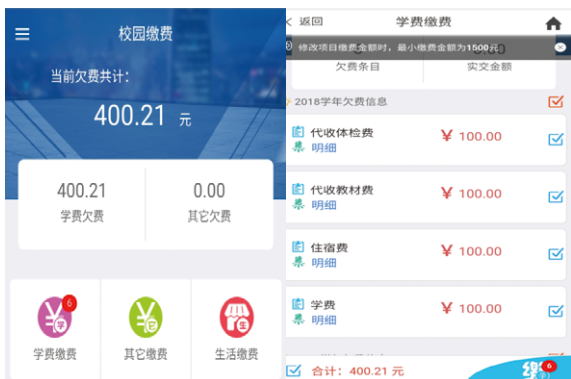 校园缴费
当前欠费共计：
400.21 元
400.21
学费欠费
0.00
其它欠费
6
学
它
生
学费缴费
其它缴费
生活缴费
返回
学费缴费
修改项目缴费金额时，最小缴费金额为1500元
欠费条目
实交金额
2018学年欠费信息
代收体检费
明细
¥ 100.00
代收教材费
明细
¥ 100.00
住宿费
明细
¥ 100.00
学费
明细
¥ 100.00
合计：400.21 元
6